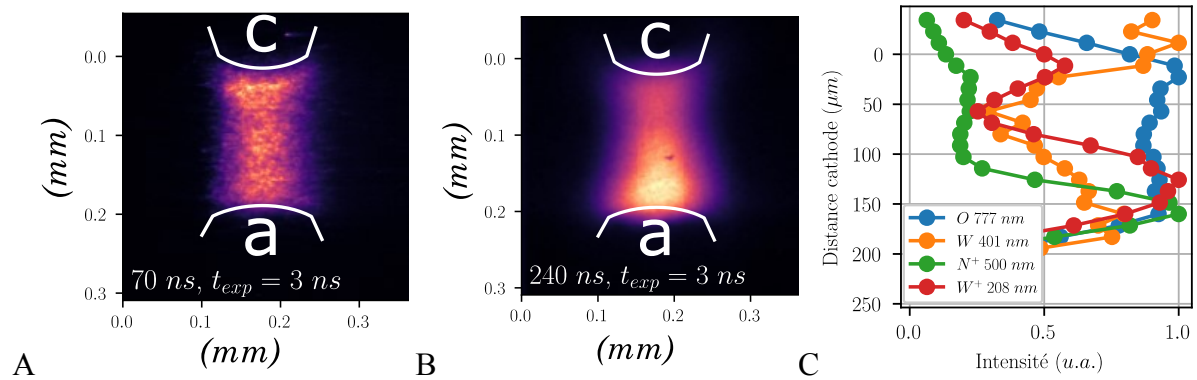 c
0.0
0.1
0.2
0.3
(mm)
a
70 ns, t_exp = 3 ns
0.0 0.1 0.2 0.3
(mm)
A
c
0.0
0.1
0.2
0.3
(mm)
a
240 ns, t_exp = 3 ns
0.0 0.1 0.2 0.3
(mm)
B
Distance cathode (μm)
0
50
100
150
200
250
O 777 nm
W 401 nm
N⁺ 500 nm
W⁺ 208 nm
0.0 0.5 1.0
Intensité (u.a.)
C